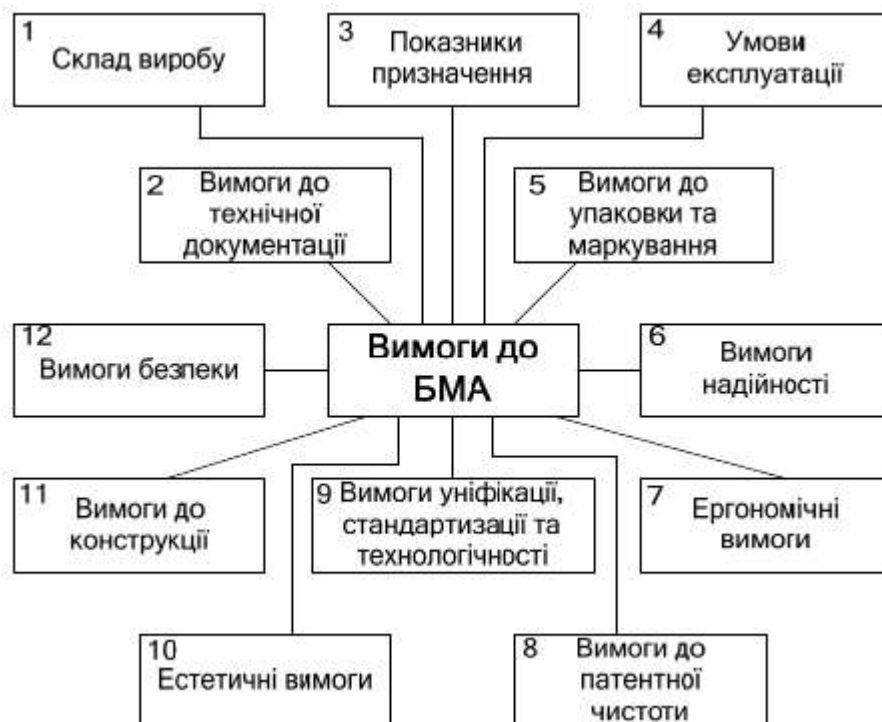 1
Склад виробу
3
Показники
призначення
4
Умови
експлуатації
2
Вимоги до
технічної
документації
5
Вимоги до
упаковки та
маркування
12
Вимоги безпеки
Вимоги до
БМА
6
Вимоги
надійності
11
Вимоги до
конструкції
9
Вимоги уніфікації,
стандартизації та
технологічності
7
Ергономічні
вимоги
10
Естетичні вимоги
8
Вимоги до
патентної
чистоти